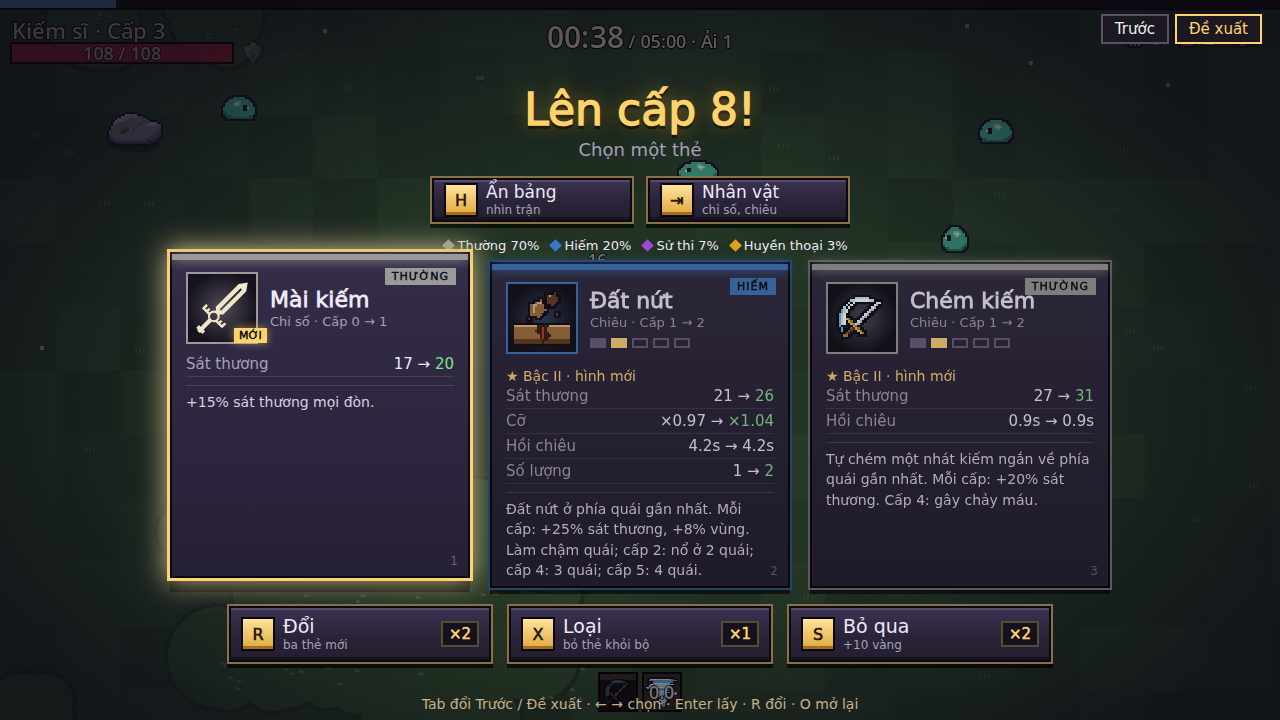 Kiếm sĩ · Cấp 3
108 / 108
00:38 / 05:00 · Ải 1
Trước
Đề xuất
Lên cấp 8!
Chọn một thẻ
H
Ẩn bảng
nhìn trận
⇥
Nhân vật
chỉ số, chiêu
Thường 70% Hiếm 20% Sử thi 7% Huyền thoại 3%
16
THƯỜNG
Mài kiếm
Chỉ số · Cấp 0 → 1
MỚI
Sát thương 17 → 20
+15% sát thương mọi đòn.
1
HIẾM
Đất nứt
Chiêu · Cấp 1 → 2
★ Bậc II · hình mới
Sát thương 21 → 26
Cỡ ×0.97 → ×1.04
Hồi chiêu 4.2s → 4.2s
Số lượng 1 → 2
Đất nứt ở phía quái gần nhất. Mỗi
cấp: +25% sát thương, +8% vùng.
Làm chậm quái; cấp 2: nổ ở 2 quái;
cấp 4: 3 quái; cấp 5: 4 quái.
2
THƯỜNG
Chém kiếm
Chiêu · Cấp 1 → 2
★ Bậc II · hình mới
Sát thương 27 → 31
Hồi chiêu 0.9s → 0.9s
Tự chém một nhát kiếm ngắn về phía
quái gần nhất. Mỗi cấp: +20% sát
thương. Cấp 4: gây chảy máu.
3
R
Đổi
ba thẻ mới
×2
X
Loại
bỏ thẻ khỏi bộ
×1
S
Bỏ qua
+10 vàng
×2
0.0
Tab đổi Trước / Đề xuất · ← → chọn · Enter lấy · R đổi · O mở lại